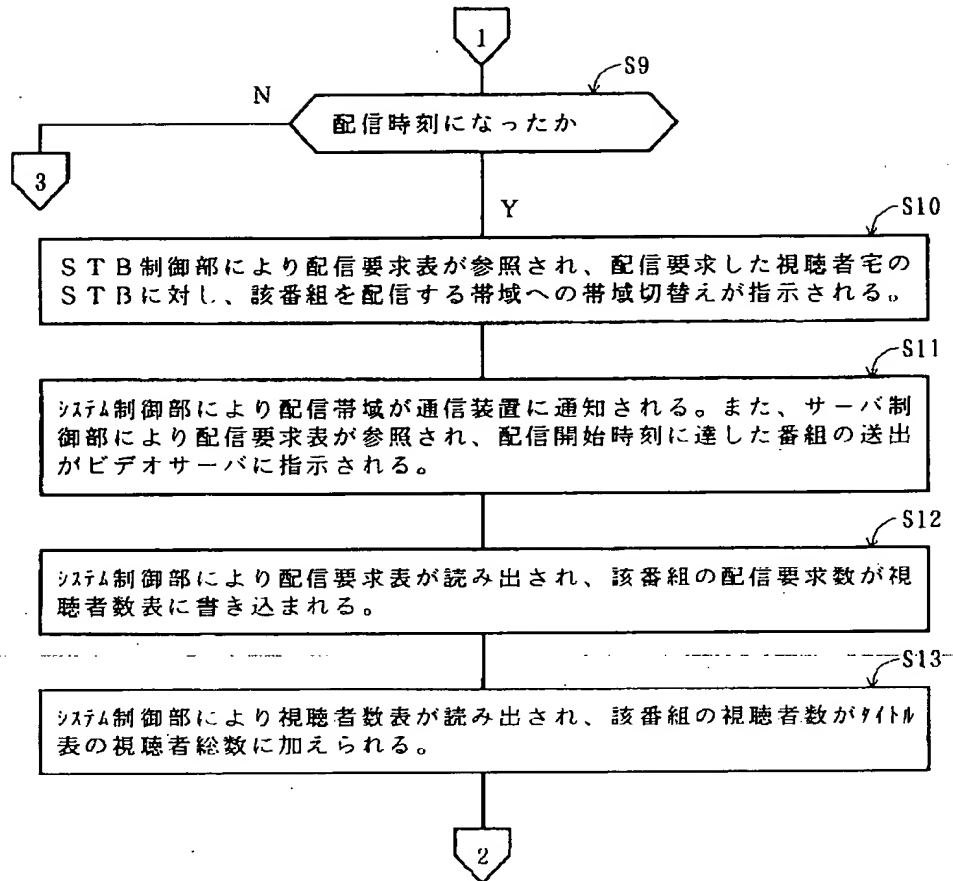 1
S9
N
配信時刻になったか
3
Y
S10
STB制御部により配信要求表が参照され、配信要求した視聴者宅の
STBに対し、該番組を配信する帯域への帯域切替えが指示される。
S11
ｼｽﾃﾑ制御部により配信帯域が通信装置に通知される。また、サーバ制
御部により配信要求表が参照され、配信開始時刻に達した番組の送出
がビデオサーバに指示される。
S12
ｼｽﾃﾑ制御部により配信要求表が読み出され、該番組の配信要求数が視
聴者数表に書き込まれる。
S13
ｼｽﾃﾑ制御部により視聴者数表が読み出され、該番組の視聴者数がﾀｲﾄﾙ
表の視聴者総数に加えられる。
2